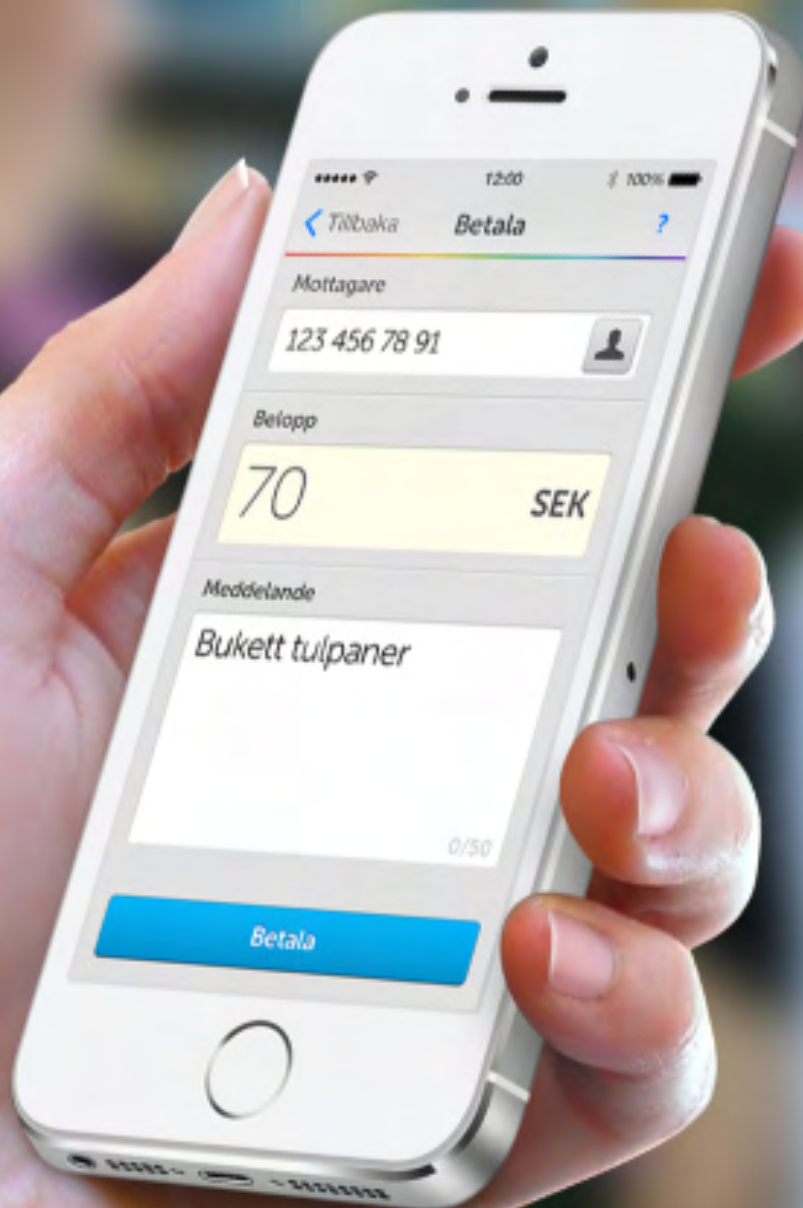 12:00 100%
Tillbaka Betala ?
Mottagare
123 456 78 91
Belopp
70 SEK
Meddelande
Bukett tulpaner
0/50
Betala